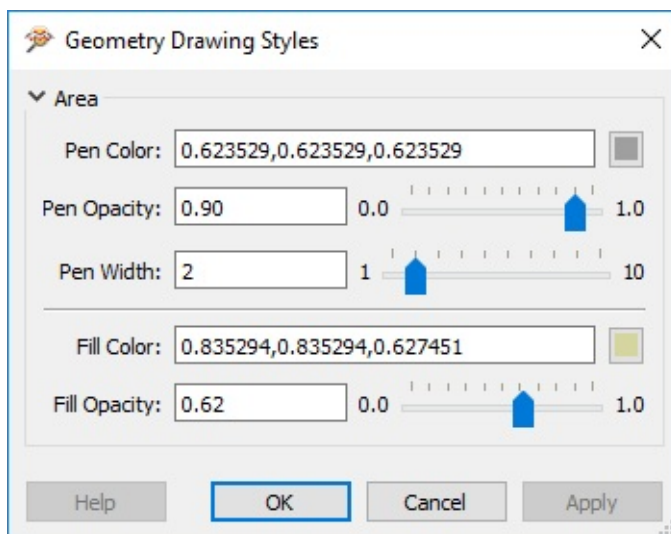 Geometry Drawing Styles
Area
Pen Color: 0.623529,0.623529,0.623529
Pen Opacity: 0.90 0.0 1.0
Pen Width: 2 1 10
Fill Color: 0.835294,0.835294,0.627451
Fill Opacity: 0.62 0.0 1.0
Help OK Cancel Apply